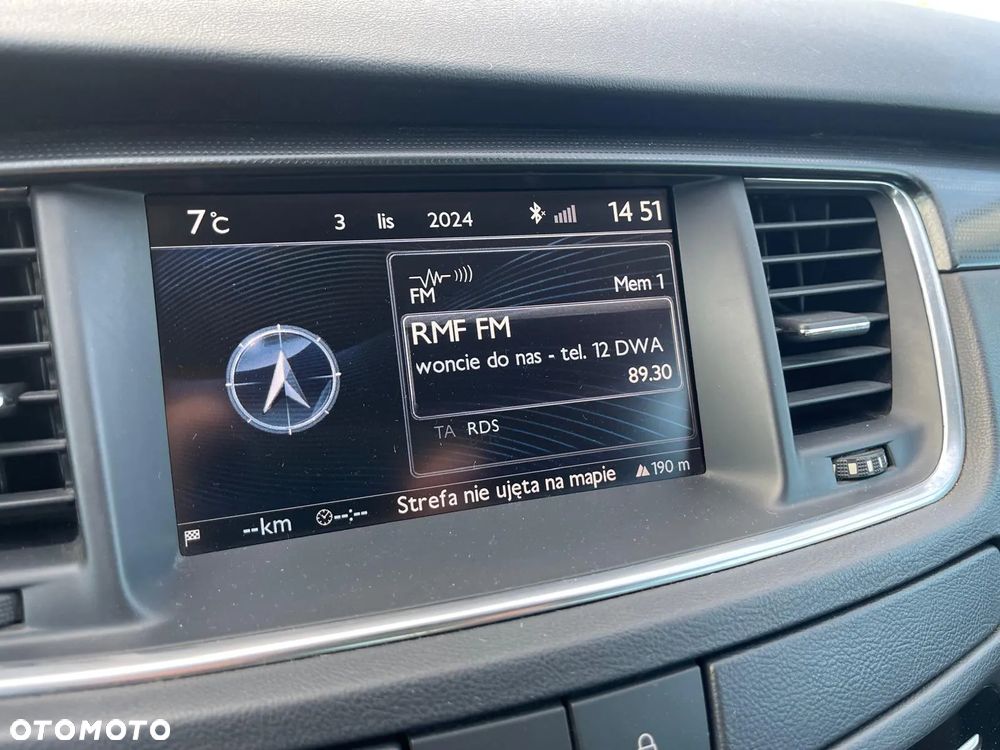 7°C 3 lis 2024 14 51
FM Mem 1
RMF FM
woncie do nas - tel. 12 DWA
89.30
TA RDS
--km --:-- Strefa nie ujęta na mapie 190 m
OTOMOTO